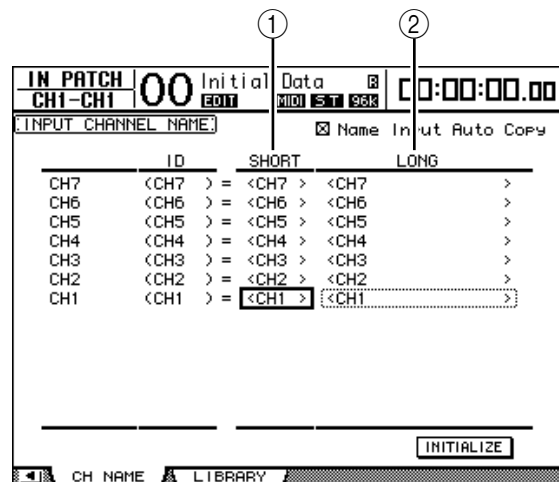 ① ②
IN PATCH 00 Initial Data R 00:00:00.00
CH1-CH1 EDIT MIDI ST 96k
INPUT CHANNEL NAME ☒ Name Input Auto Copy
ID SHORT LONG
CH7 (CH7 ) = <CH7 > <CH7 >
CH6 (CH6 ) = <CH6 > <CH6 >
CH5 (CH5 ) = <CH5 > <CH5 >
CH4 (CH4 ) = <CH4 > <CH4 >
CH3 (CH3 ) = <CH3 > <CH3 >
CH2 (CH2 ) = <CH2 > <CH2 >
CH1 (CH1 ) = <CH1 > <CH1 >
INITIALIZE
CH NAME LIBRARY